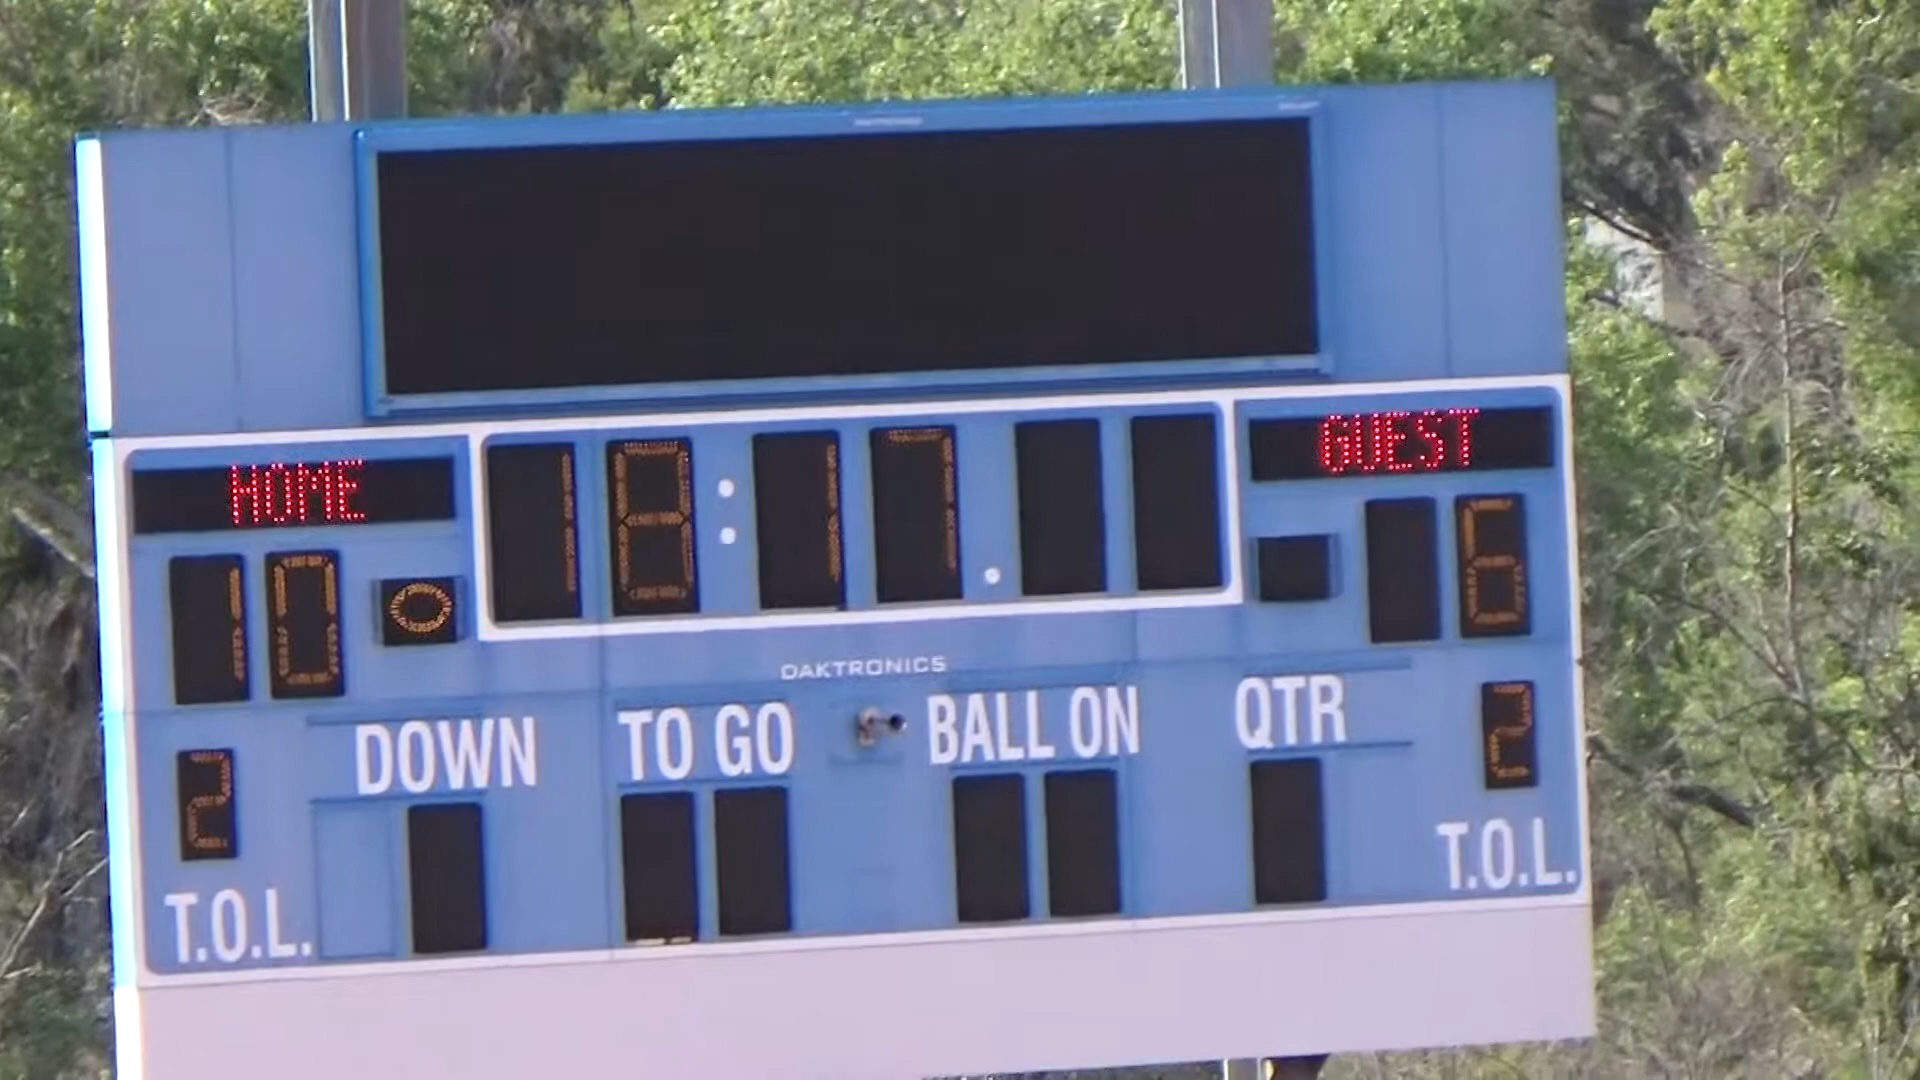 HOME
18:17.
GUEST
10
6
DAKTRONICS
2
DOWN
TO GO
BALL ON
QTR
2
T.O.L.
T.O.L.